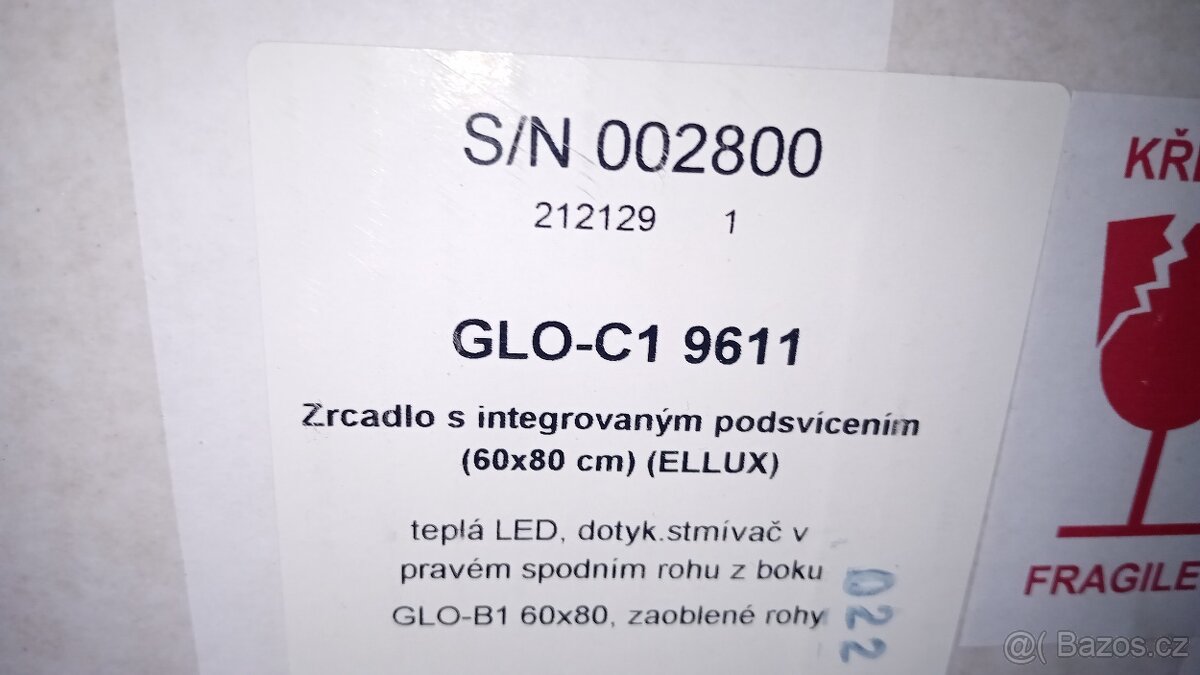 S/N 002800
212129 1
GLO-C1 9611
Zrcadlo s integrovaným podsvícením
(60x80 cm) (ELLUX)
teplá LED, dotyk.stmívač v
pravém spodním rohu z boku
GLO-B1 60x80, zaoblené rohy
022
FRAGILE
@( Bazos.cz